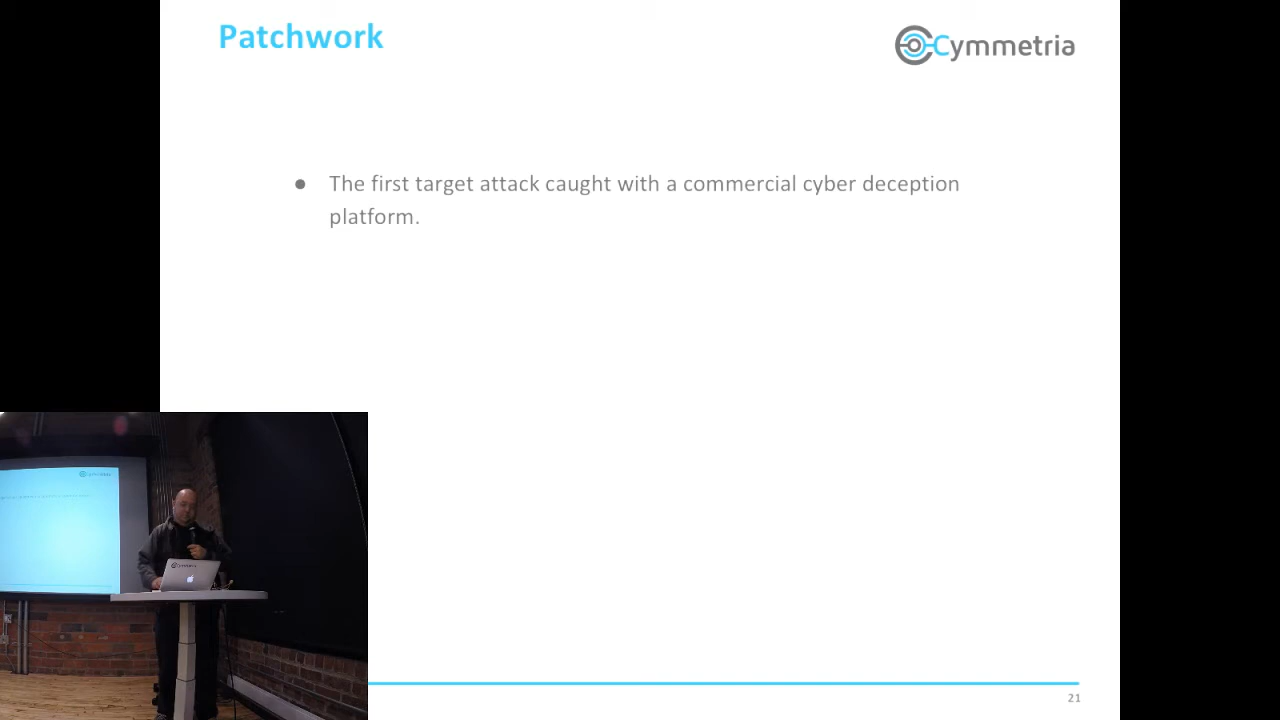 Patchwork
Cymmetria
● The first target attack caught with a commercial cyber deception
platform.
21